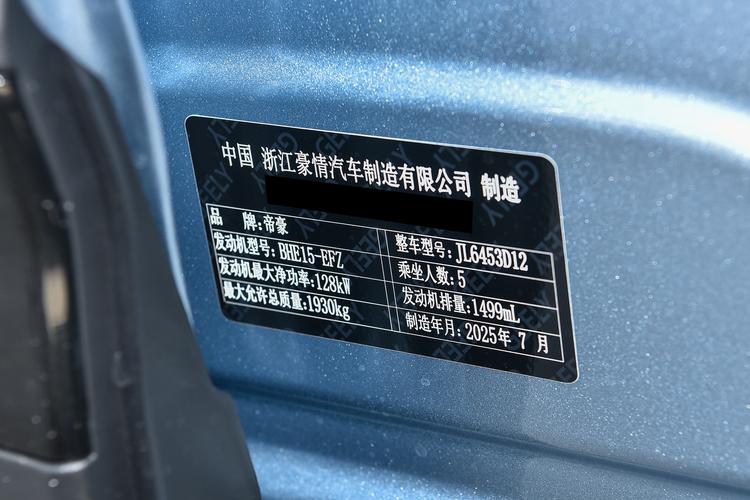 中国 浙江豪情汽车制造有限公司 制造
品 牌:帝豪
发动机型号:BHE15-EFZ 整车型号:JL6453D12
发动机最大净功率:128kW 乘坐人数:5
最大允许总质量:1930kg 发动机排量:1499mL
制造年月:2025年 7 月